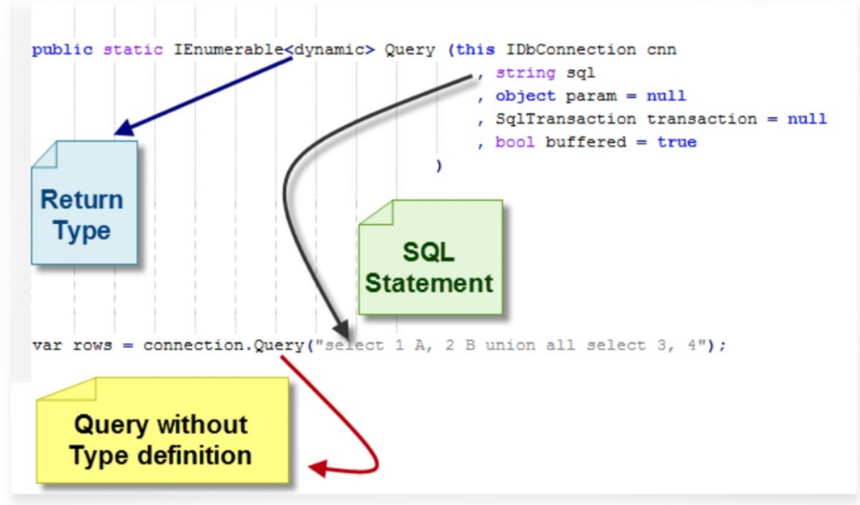 public static IEnumerable<dynamic> Query (this IDbConnection cnn
, string sql
, object param = null
, SqlTransaction transaction = null
, bool buffered = true
)
Return
Type
SQL
Statement
var rows = connection.Query("select 1 A, 2 B union all select 3, 4");
Query without
Type definition